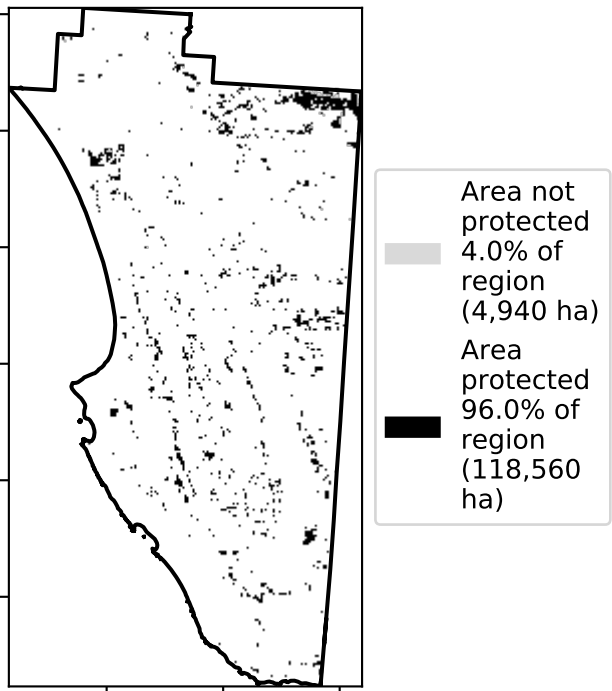 Area not
protected
4.0% of
region
(4,940 ha)
Area
protected
96.0% of
region
(118,560
ha)